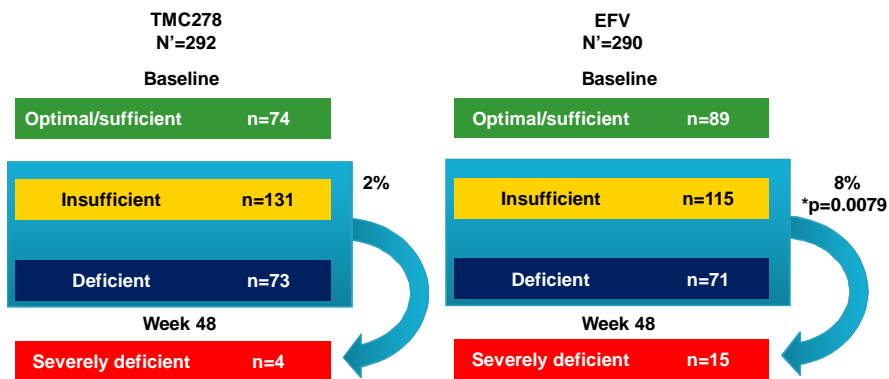 TMC278
N’=292
Baseline
Optimal/sufficient n=74
Insufficient n=131
2%
Deficient n=73
Week 48
Severely deficient n=4
EFV
N’=290
Baseline
Optimal/sufficient n=89
Insufficient n=115
8%
*p=0.0079
Deficient n=71
Week 48
Severely deficient n=15